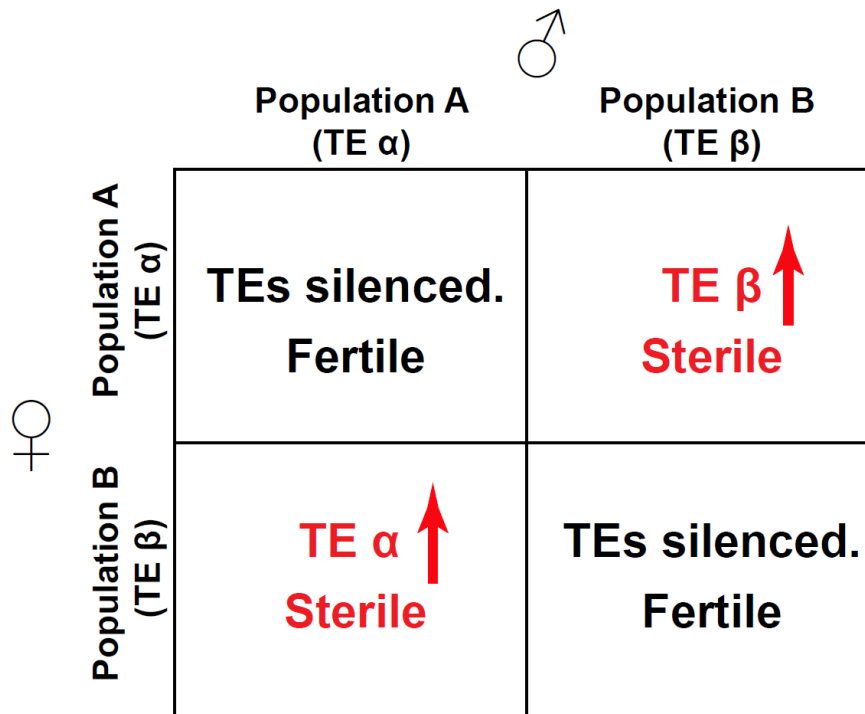 ♂
Population A
(TE α)
Population B
(TE β)
♀
Population A
(TE α)
TEs silenced.
Fertile
TE β
Sterile
Population B
(TE β)
TE α
Sterile
TEs silenced.
Fertile